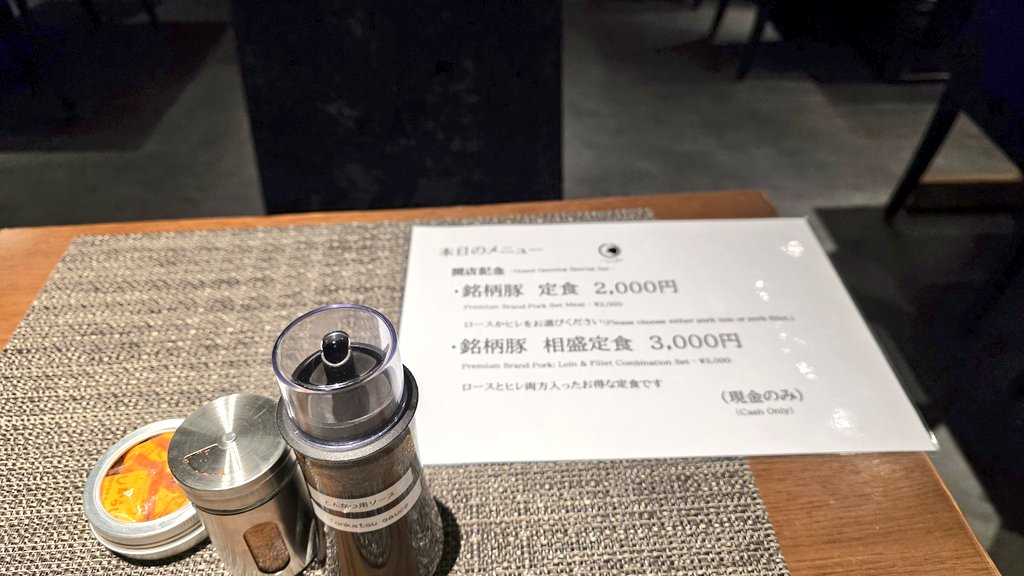 本日のメニュー
開店記念 -Grand Opening Special Set-
・銘柄豚 定食 2,000円
Premium Brand Pork Set Meal - ¥2,000
ロースかヒレをお選びください(Please choose either pork loin or pork fillet.)
・銘柄豚 相盛定食 3,000円
Premium Brand Pork: Loin & Fillet Combination Set - ¥3,000
ロースとヒレ両方入ったお得な定食です
(現金のみ)
(Cash Only)
とんかつ用ソース
Tonkatsu sauce